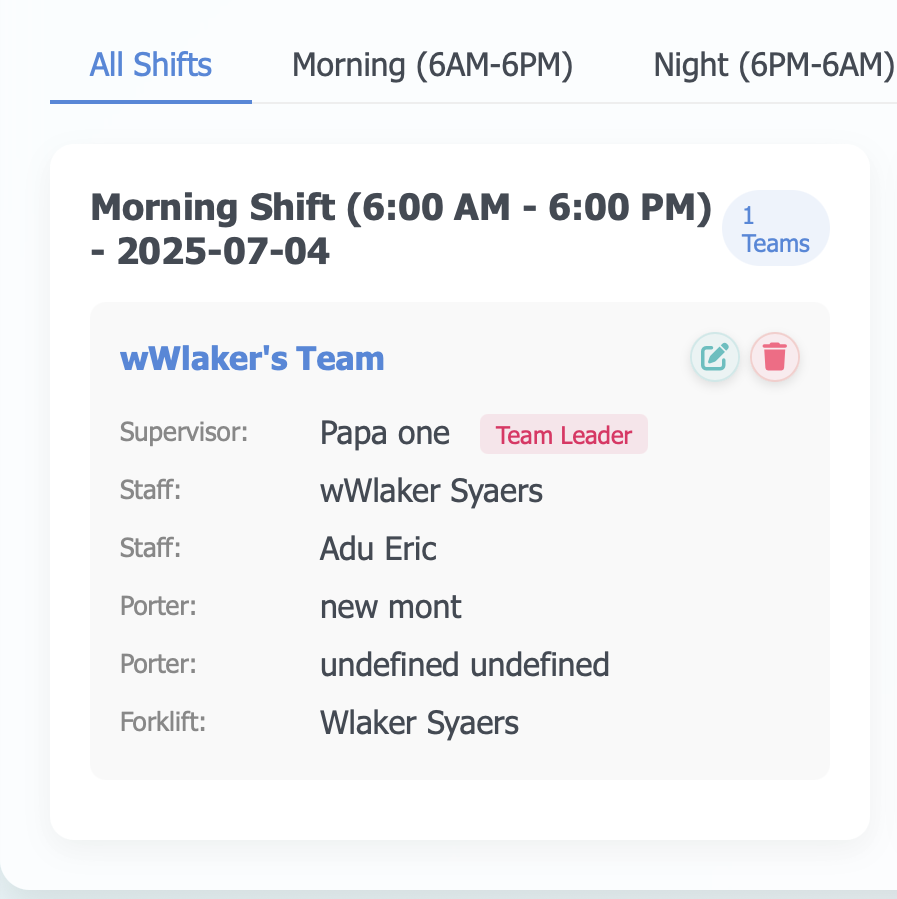 All Shifts Morning (6AM-6PM) Night (6PM-6AM)
Morning Shift (6:00 AM - 6:00 PM)
- 2025-07-04
1
Teams
wWlaker's Team
Supervisor: Papa one Team Leader
Staff: wWlaker Syaers
Staff: Adu Eric
Porter: new mont
Porter: undefined undefined
Forklift: Wlaker Syaers